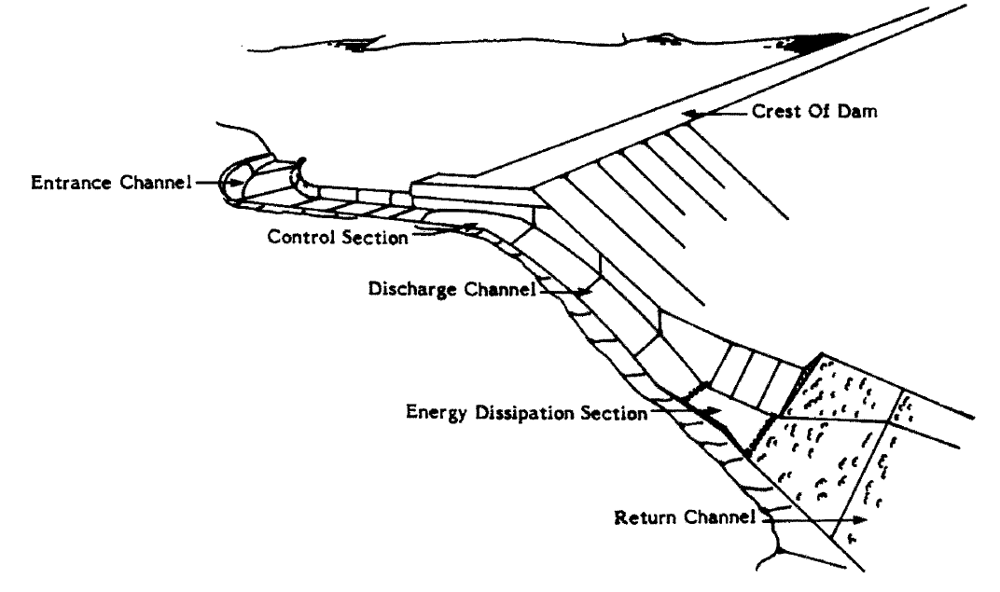 Crest Of Dam
Entrance Channel
Control Section
Discharge Channel
Energy Dissipation Section
Return Channel